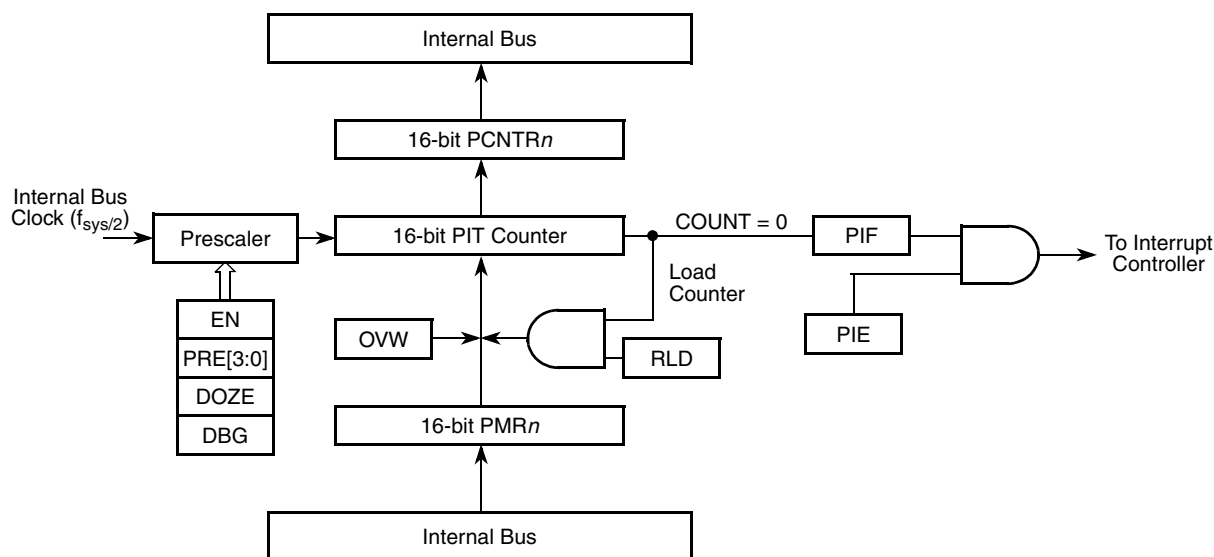 Internal Bus
16-bit PCNTRn
Internal Bus
Clock (fsys/2)
Prescaler
16-bit PIT Counter
COUNT = 0
PIF
To Interrupt
Controller
Load
Counter
EN
PRE[3:0]
DOZE
DBG
OVW
RLD
PIE
16-bit PMRn
Internal Bus